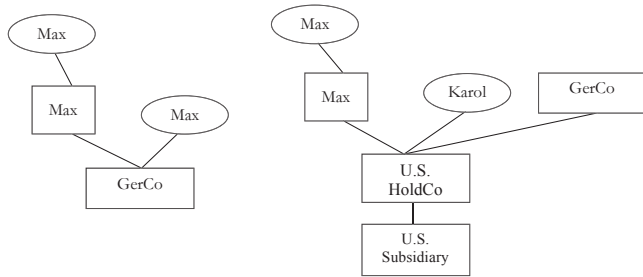 Max
Max
Max
GerCo
Max
Max
Karol
GerCo
U.S.
HoldCo
U.S.
Subsidiary